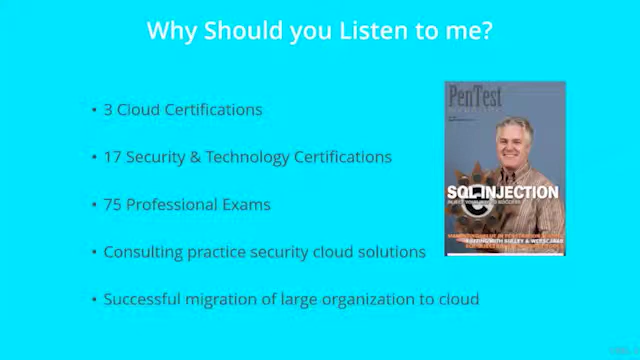 Why Should you Listen to me?
• 3 Cloud Certifications
• 17 Security & Technology Certifications
• 75 Professional Exams
• Consulting practice security cloud solutions
• Successful migration of large organization to cloud
PenTest
SQL INJECTION